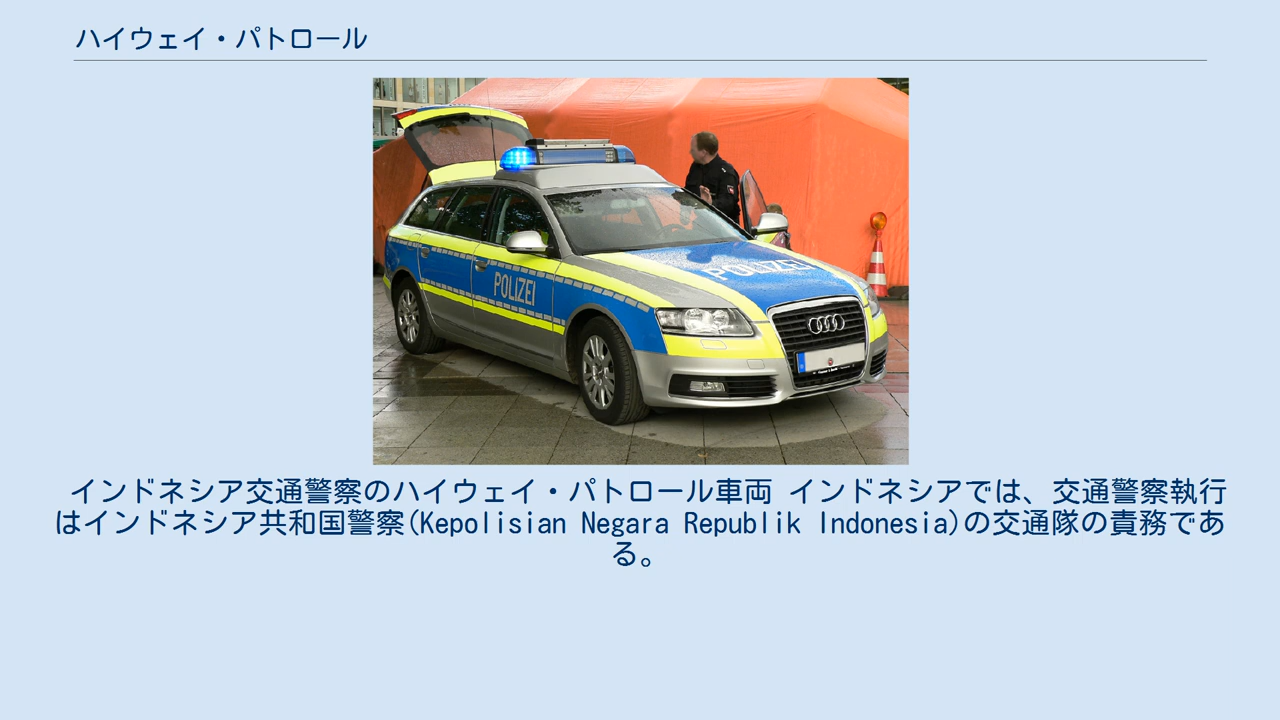 ハイウェイ・パトロール
POLIZEI
POLIZEI
インドネシア交通警察のハイウェイ・パトロール車両 インドネシアでは、交通警察執行
はインドネシア共和国警察(Kepolisian Negara Republik Indonesia)の交通隊の責務であ
る。